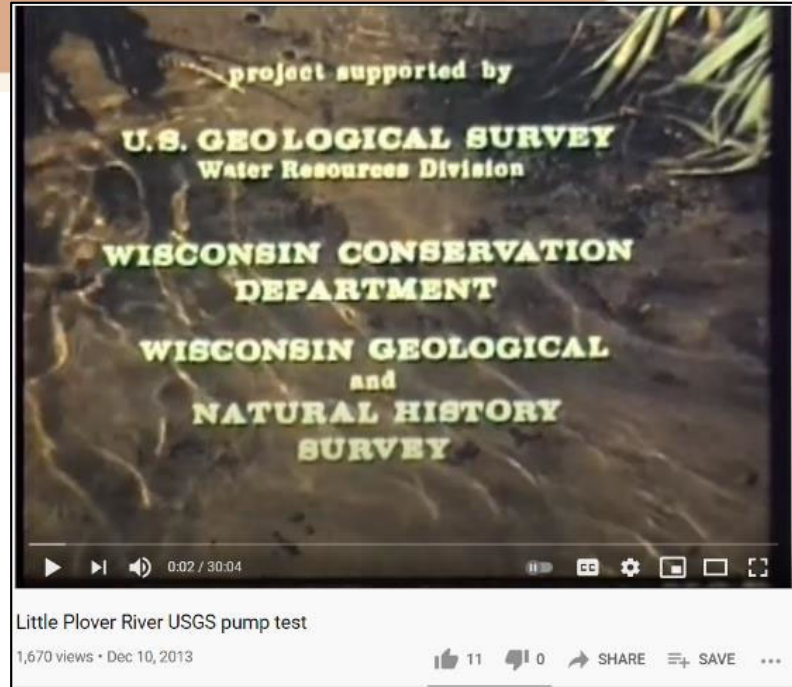 project supported by
U.S. GEOLOGICAL SURVEY
Water Resources Division
WISCONSIN CONSERVATION
DEPARTMENT
WISCONSIN GEOLOGICAL
and
NATURAL HISTORY
SURVEY
0:02 / 30:04
CC
Little Plover River USGS pump test
1,670 views • Dec 10, 2013
11
0
SHARE
SAVE